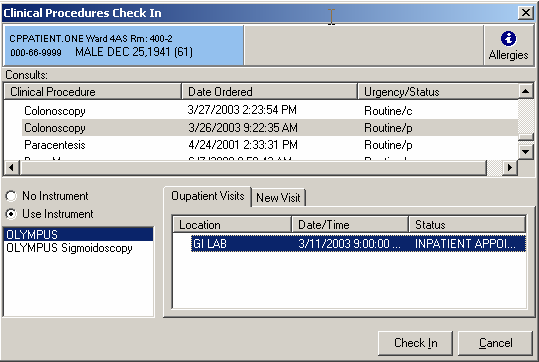 Clinical Procedures Check In
CPPATIENT.ONE Ward 4AS Rm: 400-2
000-66-9999 MALE DEC 25,1941 (61)
Allergies
Consults:
Clinical Procedure Date Ordered Urgency/Status
Colonoscopy 3/27/2003 2:23:54 PM Routine/c
Colonoscopy 3/26/2003 9:22:35 AM Routine/p
Paracentesis 4/24/2001 2:33:31 PM Routine/p
No Instrument
Use Instrument
OLYMPUS
OLYMPUS Sigmoidoscopy
Oupatient Visits New Visit
Location Date/Time Status
GI LAB 3/11/2003 9:00:00 ... INPATIENT APPOI...
Check In Cancel